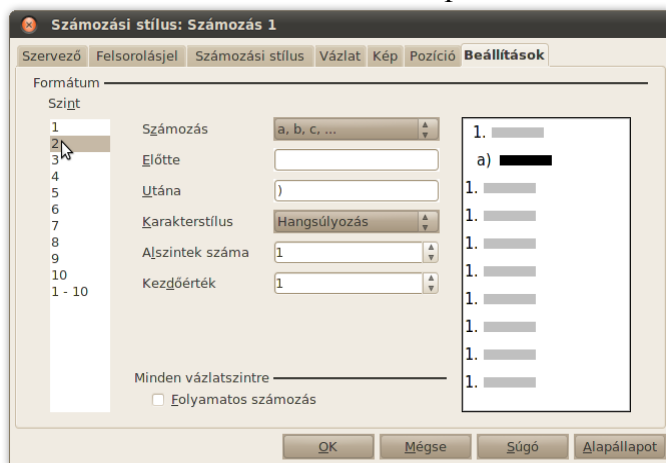 Számozási stílus: Számozás 1
Szervező Felsorolásjel Számozási stílus Vázlat Kép Pozíció Beállítások
Formátum
Szint
1
2
3
4
5
6
7
8
9
10
1 - 10
Számozás a, b, c, ...
Előtte
Utána )
Karakterstílus Hangsúlyozás
Alszintek száma 1
Kezdőérték 1
Minden vázlatszintre
Folyamatos számozás
1.
a)
1.
1.
1.
1.
1.
1.
1.
1.
OK Mégse Súgó Alapállapot